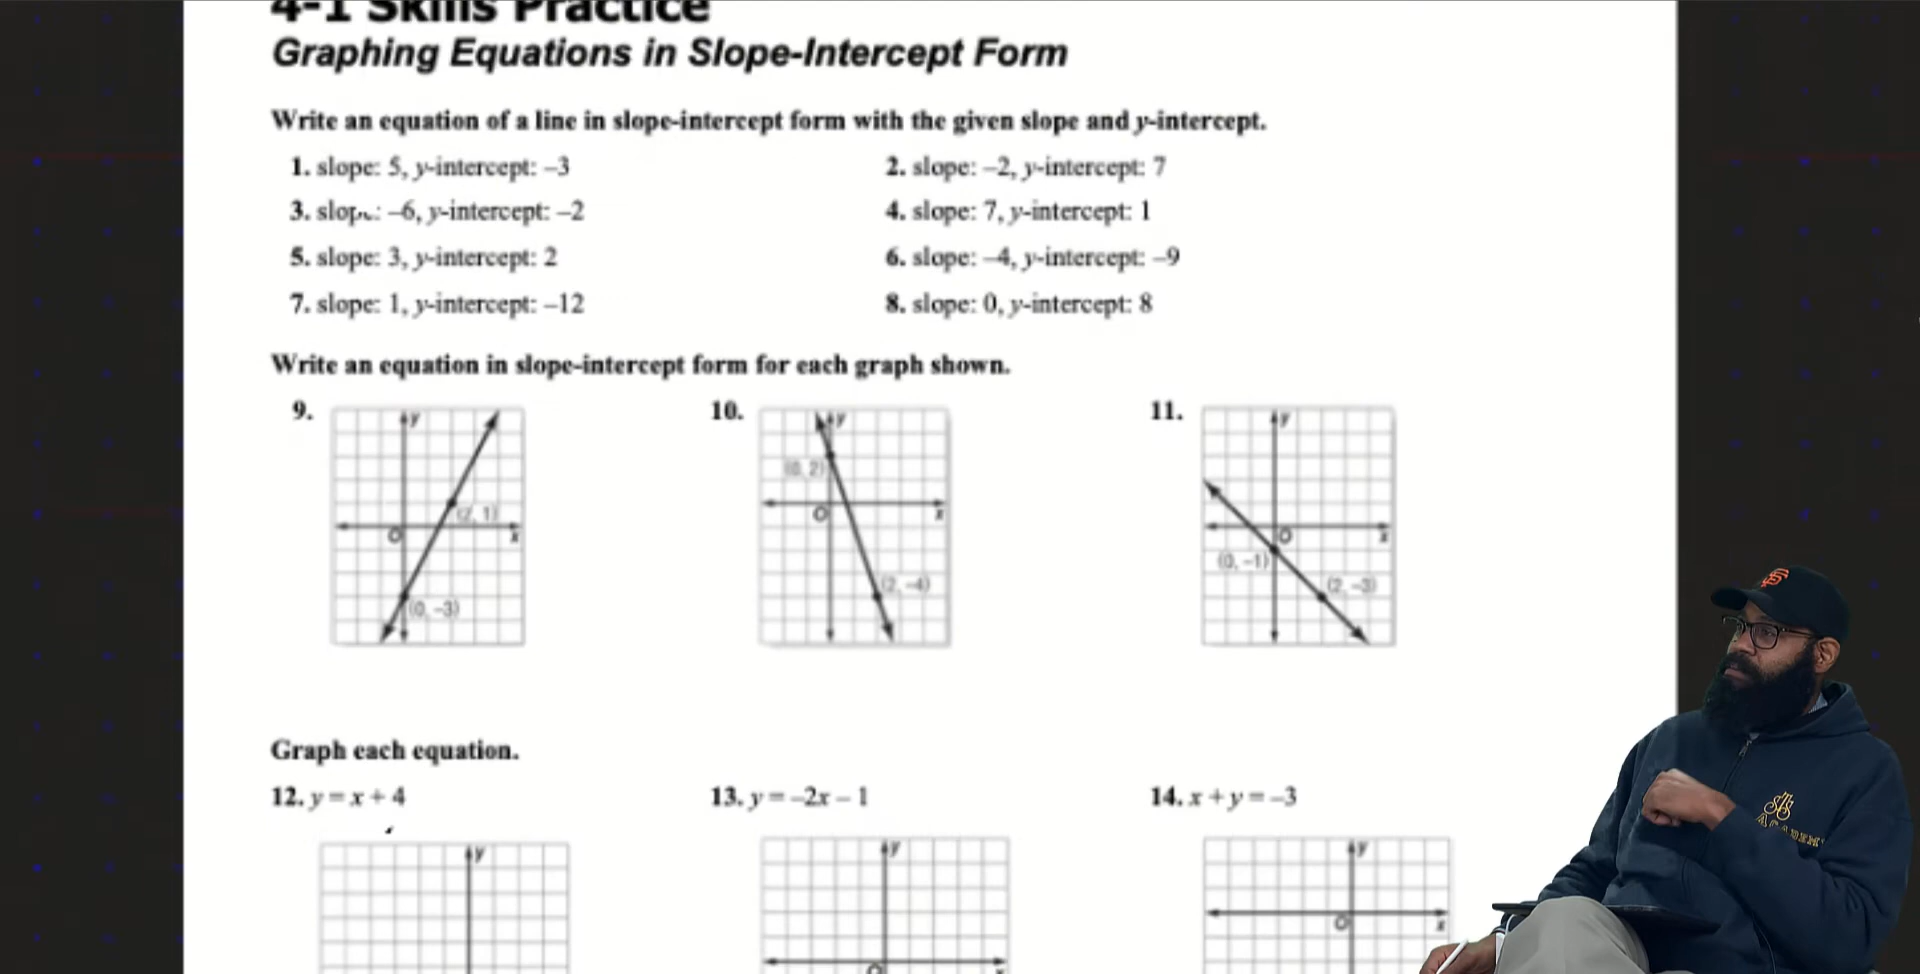 4-1 Skills Practice
Graphing Equations in Slope-Intercept Form
Write an equation of a line in slope-intercept form with the given slope and y-intercept.
1. slope: 5, y-intercept: –3
2. slope: –2, y-intercept: 7
3. slope: –6, y-intercept: –2
4. slope: 7, y-intercept: 1
5. slope: 3, y-intercept: 2
6. slope: –4, y-intercept: –9
7. slope: 1, y-intercept: –12
8. slope: 0, y-intercept: 8
Write an equation in slope-intercept form for each graph shown.
9.
y
(2, 1)
O
x
(0, –3)
10.
y
(0, 2)
O
x
(2, –4)
11.
y
O
x
(0, –1)
(2, –3)
Graph each equation.
12. y = x + 4
13. y = –2x – 1
14. x + y = –3
y
y
O
y
O
x
SF
STS
ACADEMY